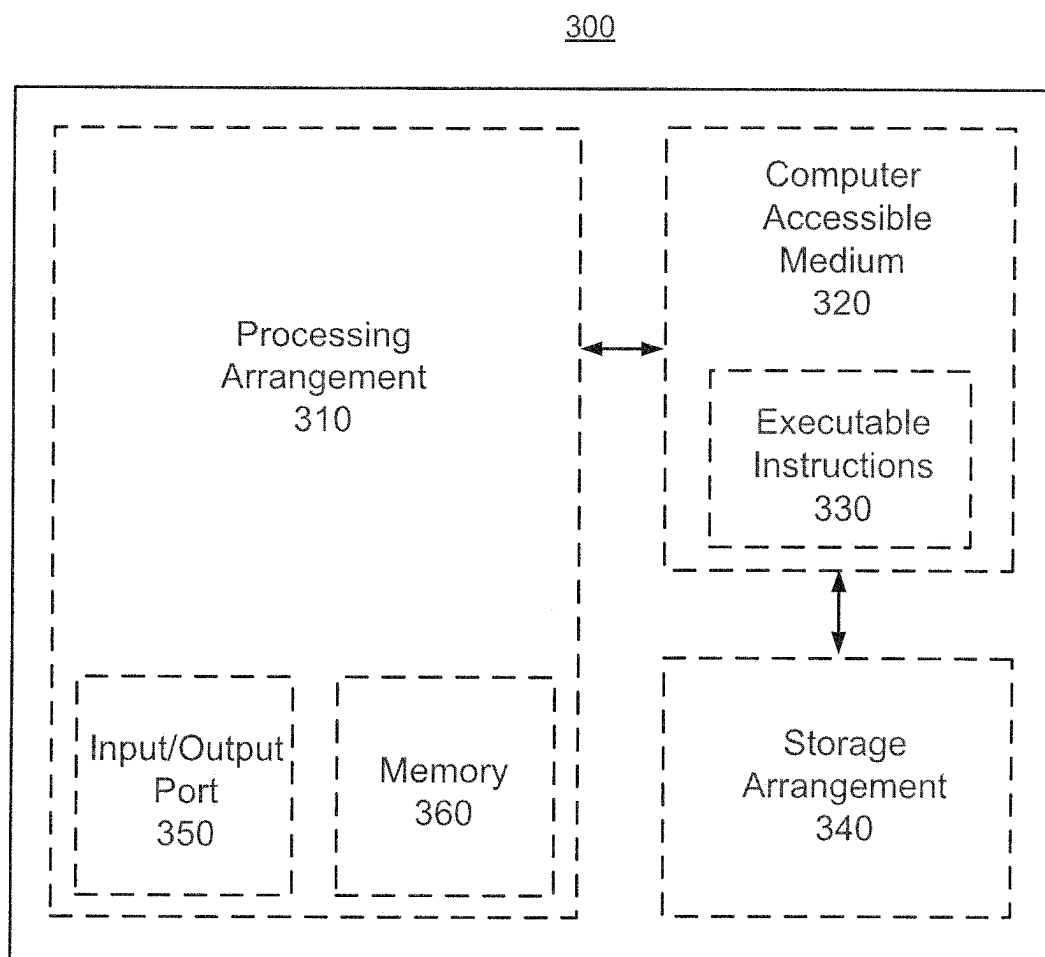 300
Processing
Arrangement
310
Input/Output
Port
350
Memory
360
Computer
Accessible
Medium
320
Executable
Instructions
330
Storage
Arrangement
340